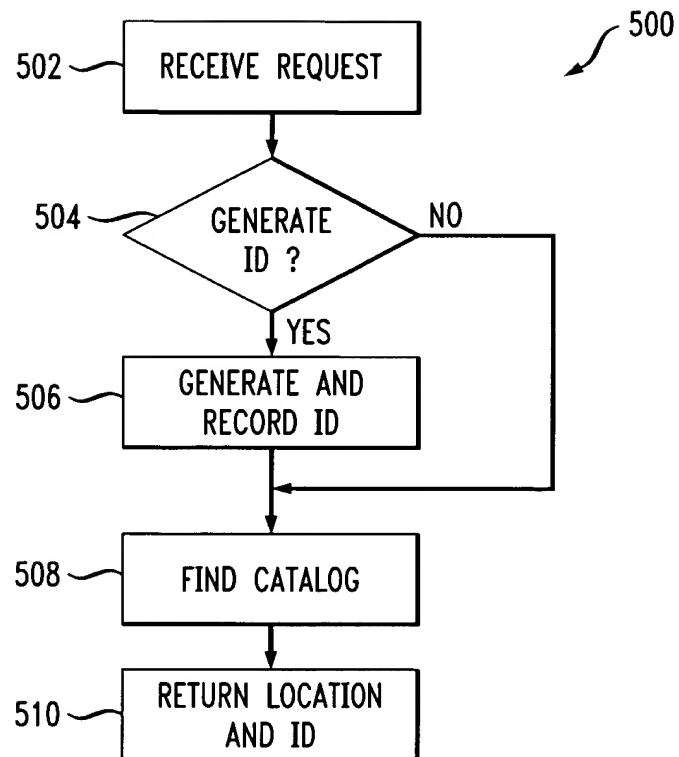 500
502
RECEIVE REQUEST
504
GENERATE
ID ?
NO
YES
506
GENERATE AND
RECORD ID
508
FIND CATALOG
510
RETURN LOCATION
AND ID